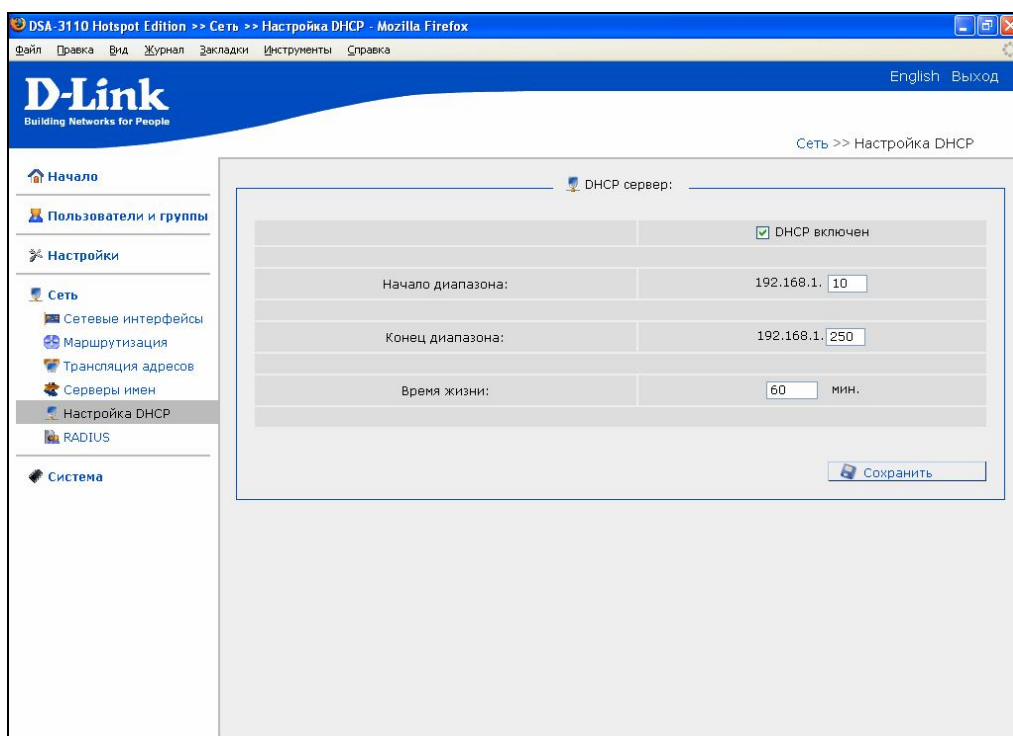 DSA-3110 Hotspot Edition >> Сеть >> Настройка DHCP - Mozilla Firefox
Файл Правка Вид Журнал Закладки Инструменты Справка
English Выход
D-Link
Building Networks for People
Сеть >> Настройка DHCP
Начало
Пользователи и группы
Настройки
Сеть
Сетевые интерфейсы
Маршрутизация
Трансляция адресов
Серверы имен
Настройка DHCP
RADIUS
Система
DHCP сервер:
DHCP включен
Начало диапазона: 192.168.1. 10
Конец диапазона: 192.168.1. 250
Время жизни: 60 мин.
Сохранить